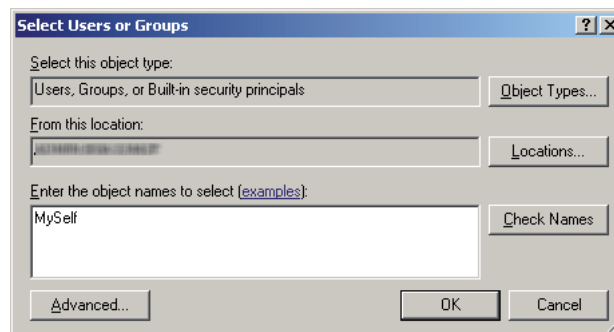 Select Users or Groups
Select this object type:
Users, Groups, or Built-in security principals
Object Types...
From this location:
Locations...
Enter the object names to select (examples):
MySelf
Check Names
Advanced...
OK
Cancel